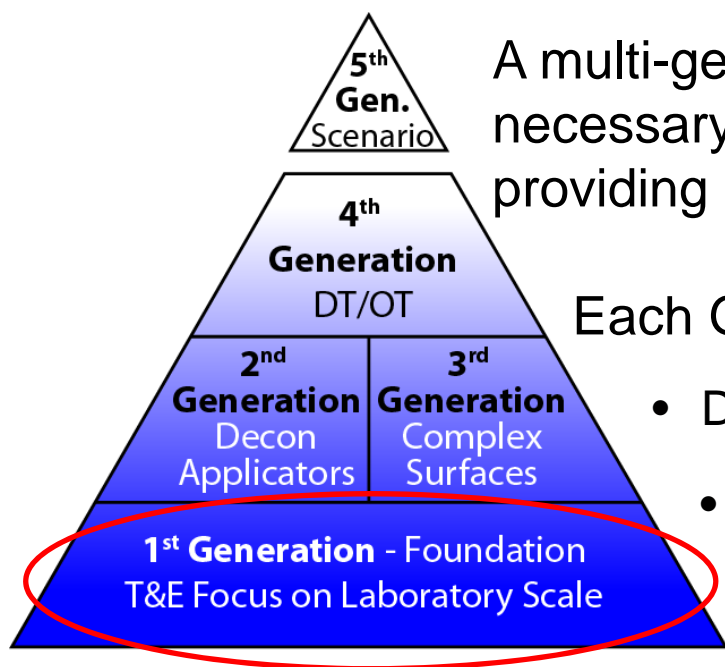 5th
Gen.
Scenario
4th
Generation
DT/OT
2nd
Generation
Decon
Applicators
3rd
Generation
Complex
Surfaces
1st Generation - Foundation
T&E Focus on Laboratory Scale
A multi-ge
necessary
providing
Each
• D
•